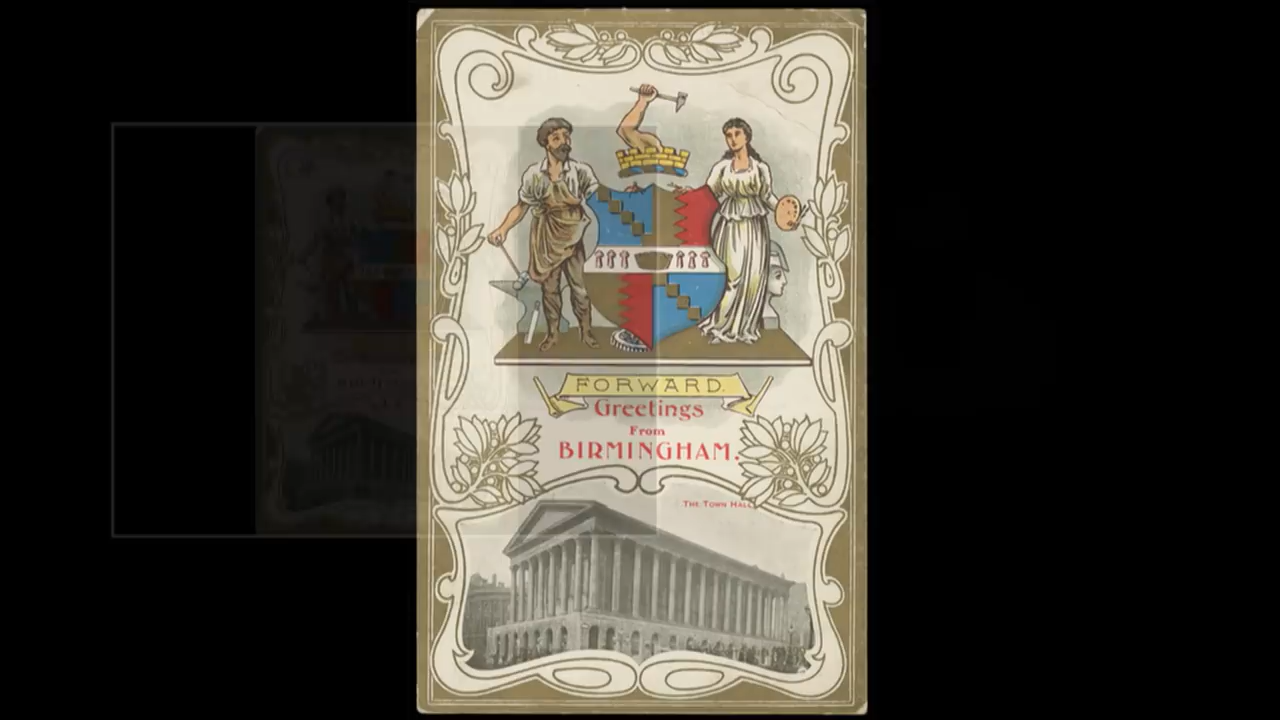 FORWARD.
Greetings
From
BIRMINGHAM.
THE TOWN HALL